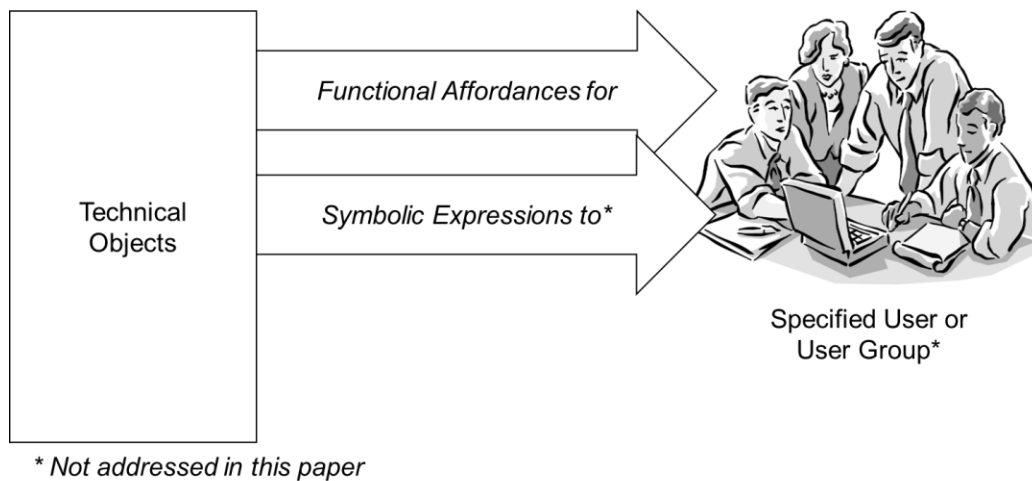 Functional Affordances for
Technical
Objects
Symbolic Expressions to*
Specified User or
User Group*
* Not addressed in this paper